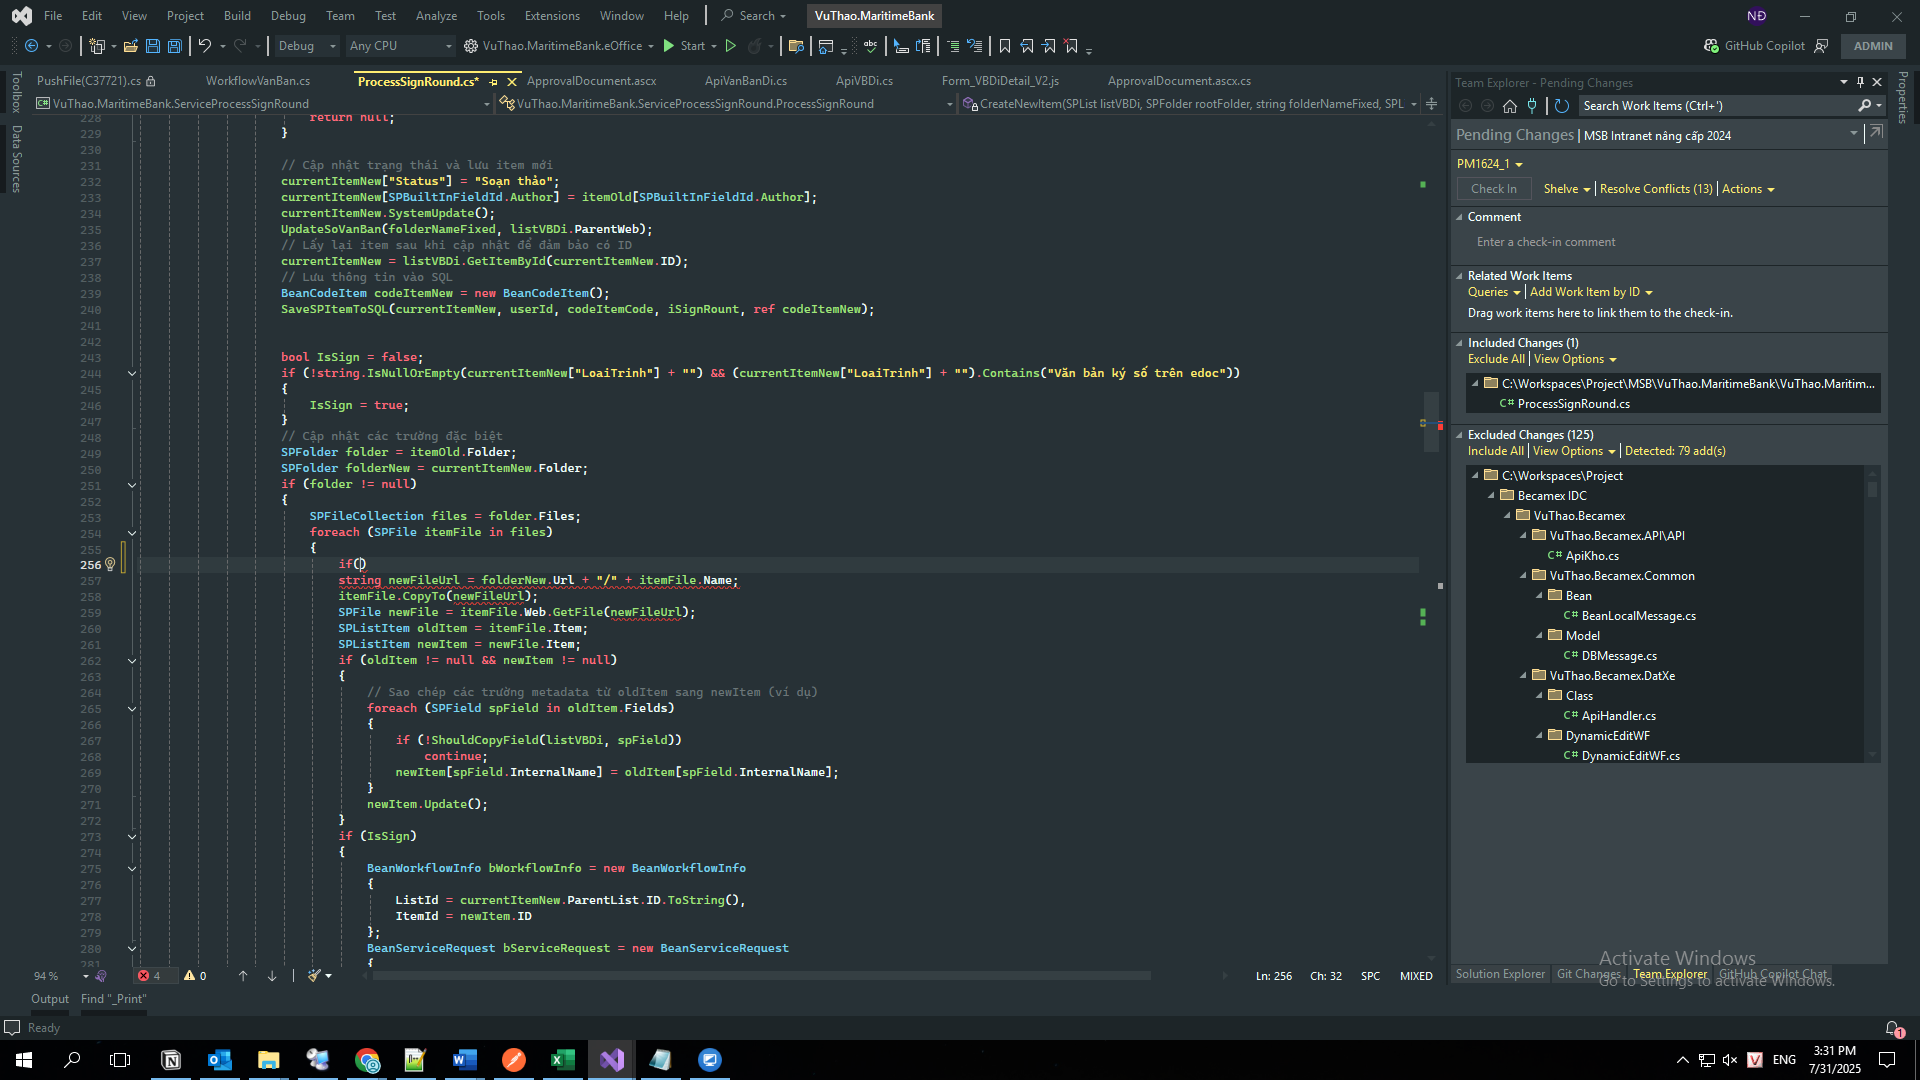 File Edit View Project Build Debug Team Test Analyze Tools Extensions Window Help Search VuThao.MaritimeBank NĐ
Debug Any CPU VuThao.MaritimeBank.eOffice Start GitHub Copilot ADMIN
Toolbox
Data Sources
PushFile(C37721).cs WorkflowVanBan.cs ProcessSignRound.cs* ApprovalDocument.ascx ApiVanBanDi.cs ApiVBDi.cs Form_VBDiDetail_V2.js ApprovalDocument.ascx.cs
VuThao.MaritimeBank.ServiceProcessSignRound VuThao.MaritimeBank.ServiceProcessSignRound.ProcessSignRound CreateNewItem(SPList listVBDi, SPFolder rootFolder, string folderNameFixed, SPL
228 return null;
229 }
230
231 // Cập nhật trạng thái và lưu item mới
232 currentItemNew["Status"] = "Soạn thảo";
233 currentItemNew[SPBuiltInFieldId.Author] = itemOld[SPBuiltInFieldId.Author];
234 currentItemNew.SystemUpdate();
235 UpdateSoVanBan(folderNameFixed, listVBDi.ParentWeb);
236 // Lấy lại item sau khi cập nhật để đảm bảo có ID
237 currentItemNew = listVBDi.GetItemById(currentItemNew.ID);
238 // Lưu thông tin vào SQL
239 BeanCodeItem codeItemNew = new BeanCodeItem();
240 SaveSPItemToSQL(currentItemNew, userId, codeItemCode, iSignRount, ref codeItemNew);
241
242
243 bool IsSign = false;
244 if (!string.IsNullOrEmpty(currentItemNew["LoaiTrinh"] + "") && (currentItemNew["LoaiTrinh"] + "").Contains("Văn bản ký số trên edoc"))
245 {
246 IsSign = true;
247 }
248 // Cập nhật các trường đặc biệt
249 SPFolder folder = itemOld.Folder;
250 SPFolder folderNew = currentItemNew.Folder;
251 if (folder != null)
252 {
253 SPFileCollection files = folder.Files;
254 foreach (SPFile itemFile in files)
255 {
256 if()
257 string newFileUrl = folderNew.Url + "/" + itemFile.Name;
258 itemFile.CopyTo(newFileUrl);
259 SPFile newFile = itemFile.Web.GetFile(newFileUrl);
260 SPListItem oldItem = itemFile.Item;
261 SPListItem newItem = newFile.Item;
262 if (oldItem != null && newItem != null)
263 {
264 // Sao chép các trường metadata từ oldItem sang newItem (ví dụ)
265 foreach (SPField spField in oldItem.Fields)
266 {
267 if (!ShouldCopyField(listVBDi, spField))
268 continue;
269 newItem[spField.InternalName] = oldItem[spField.InternalName];
270 }
271 newItem.Update();
272 }
273 if (IsSign)
274 {
275 BeanWorkflowInfo bWorkflowInfo = new BeanWorkflowInfo
276 {
277 ListId = currentItemNew.ParentList.ID.ToString(),
278 ItemId = newItem.ID
279 };
280 BeanServiceRequest bServiceRequest = new BeanServiceRequest
281 {
94 % 4 0 Ln: 256 Ch: 32 SPC MIXED
Output Find "_Print"
Ready
Team Explorer - Pending Changes
Search Work Items (Ctrl+')
Pending Changes | MSB Intranet nâng cấp 2024
PM1624_1
Check In Shelve Resolve Conflicts (13) Actions
Comment
Enter a check-in comment
Related Work Items
Queries Add Work Item by ID
Drag work items here to link them to the check-in.
Included Changes (1)
Exclude All View Options
C:\Workspaces\Project\MSB\VuThao.MaritimeBank\VuThao.Maritim...
C# ProcessSignRound.cs
Excluded Changes (125)
Include All View Options Detected: 79 add(s)
C:\Workspaces\Project
Becamex IDC
VuThao.Becamex
VuThao.Becamex.API\API
C# ApiKho.cs
VuThao.Becamex.Common
Bean
C# BeanLocalMessage.cs
Model
C# DBMessage.cs
VuThao.Becamex.DatXe
Class
C# ApiHandler.cs
DynamicEditWF
C# DynamicEditWF.cs
Activate Windows
Go to Settings to activate Windows.
Solution Explorer Git Changes Team Explorer GitHub Copilot Chat
Properties
1
ENG 3:31 PM
7/31/2025